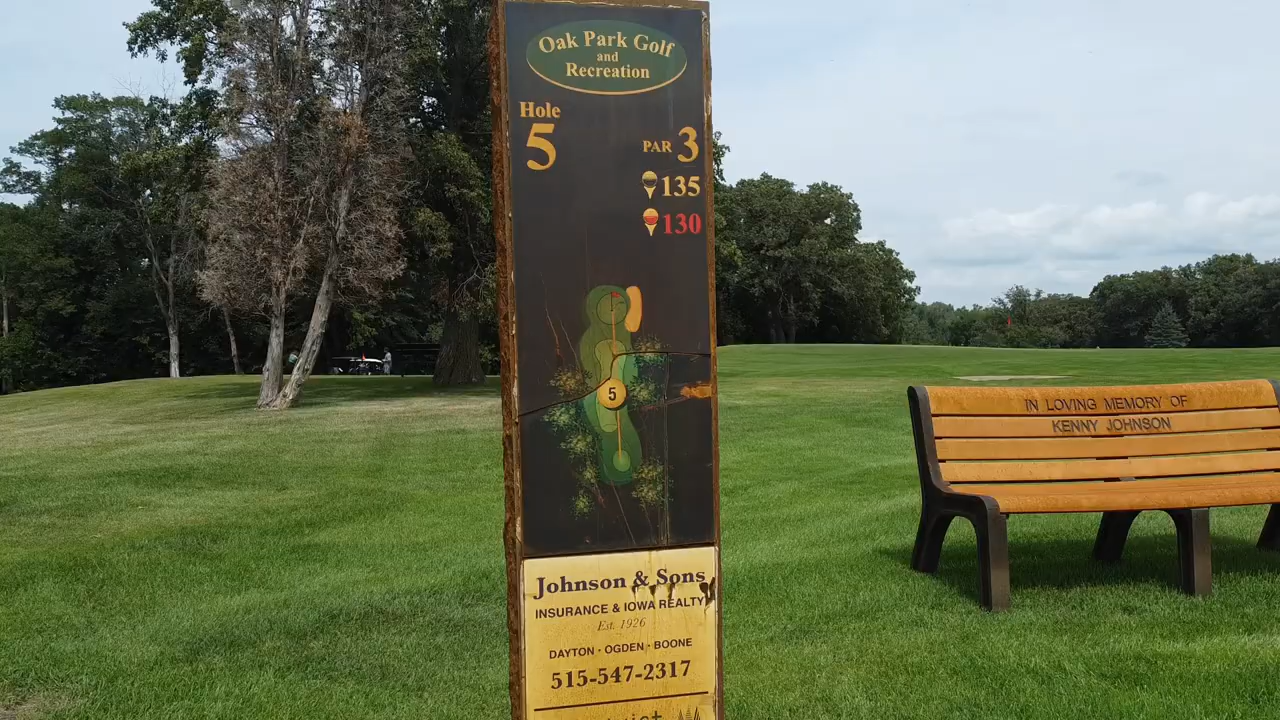 Oak Park Golf
and
Recreation
Hole
5
PAR 3
135
130
5
Johnson & Sons
INSURANCE & IOWA REALTY
Est. 1926
DAYTON · OGDEN · BOONE
515-547-2317
IN LOVING MEMORY OF
KENNY JOHNSON